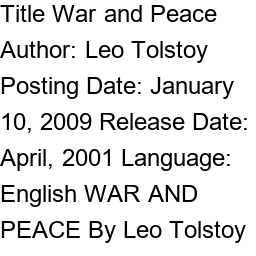 Title War and Peace
Author: Leo Tolstoy
Posting Date: January
10, 2009 Release Date:
April, 2001 Language:
English WAR AND
PEACE By Leo Tolstoy